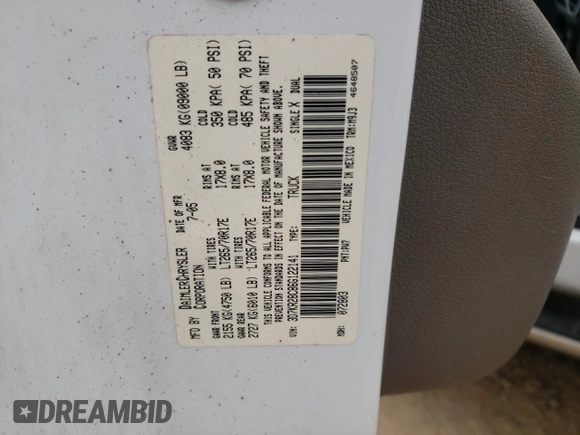 MFD BY DAIMLERCHRYSLER CORPORATION DATE OF MFR 7-05 GVWR 4083 KG(09000 LB)
GAWR FRONT WITH TIRES RIMS AT COLD
2155 KG(4750 LB) LT265/70R17E 17X8.0 350 KPA( 50 PSI)
GAWR REAR WITH TIRES RIMS AT COLD
2727 KG(6010 LB) LT265/70R17E 17X8.0 485 KPA( 70 PSI)
THIS VEHICLE CONFORMS TO ALL APPLICABLE FEDERAL MOTOR VEHICLE SAFETY AND THEFT
PREVENTION STANDARDS IN EFFECT ON THE DATE OF MANUFACTURE SHOWN ABOVE.
VIN: 3D7KR28C86G122141 TYPE: TRUCK SINGLE X DUAL
MDH: 072803 PNT:PW7 VEHICLE MADE IN MEXICO TRM:M9J3
4648507
DREAMBID